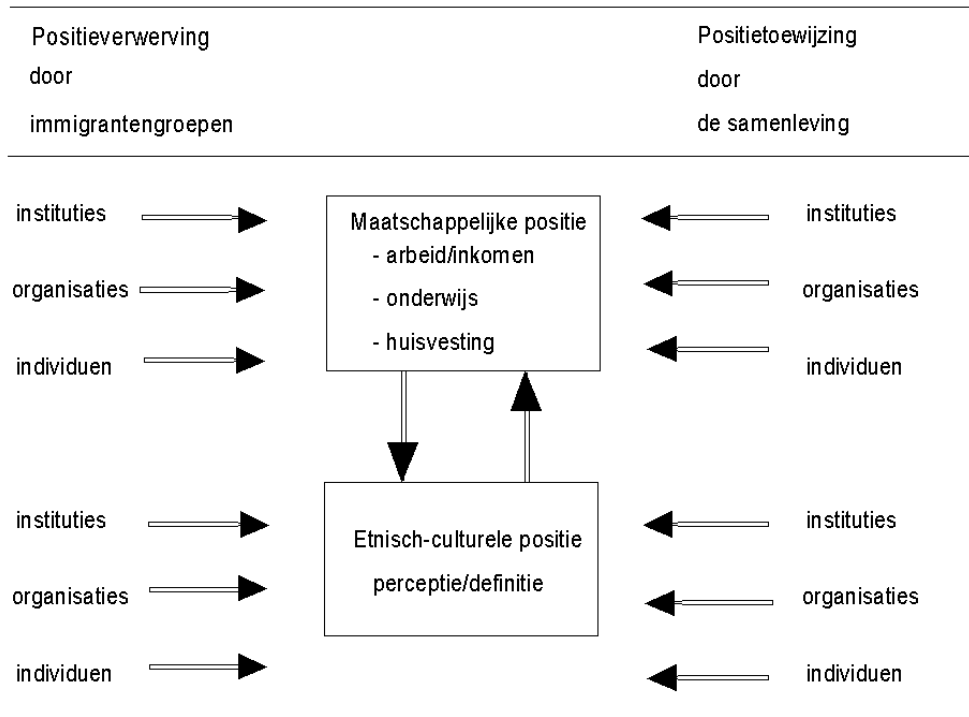 Positieverwerving
door
immigrantengroepen
Positietoewijzing
door
de samenleving
instituties
organisaties
individuen
Maatschappelijke positie
- arbeid/inkomen
- onderwijs
- huisvesting
instituties
organisaties
individuen
instituties
organisaties
individuen
Etnisch-culturele positie
perceptie/definitie
instituties
organisaties
individuen